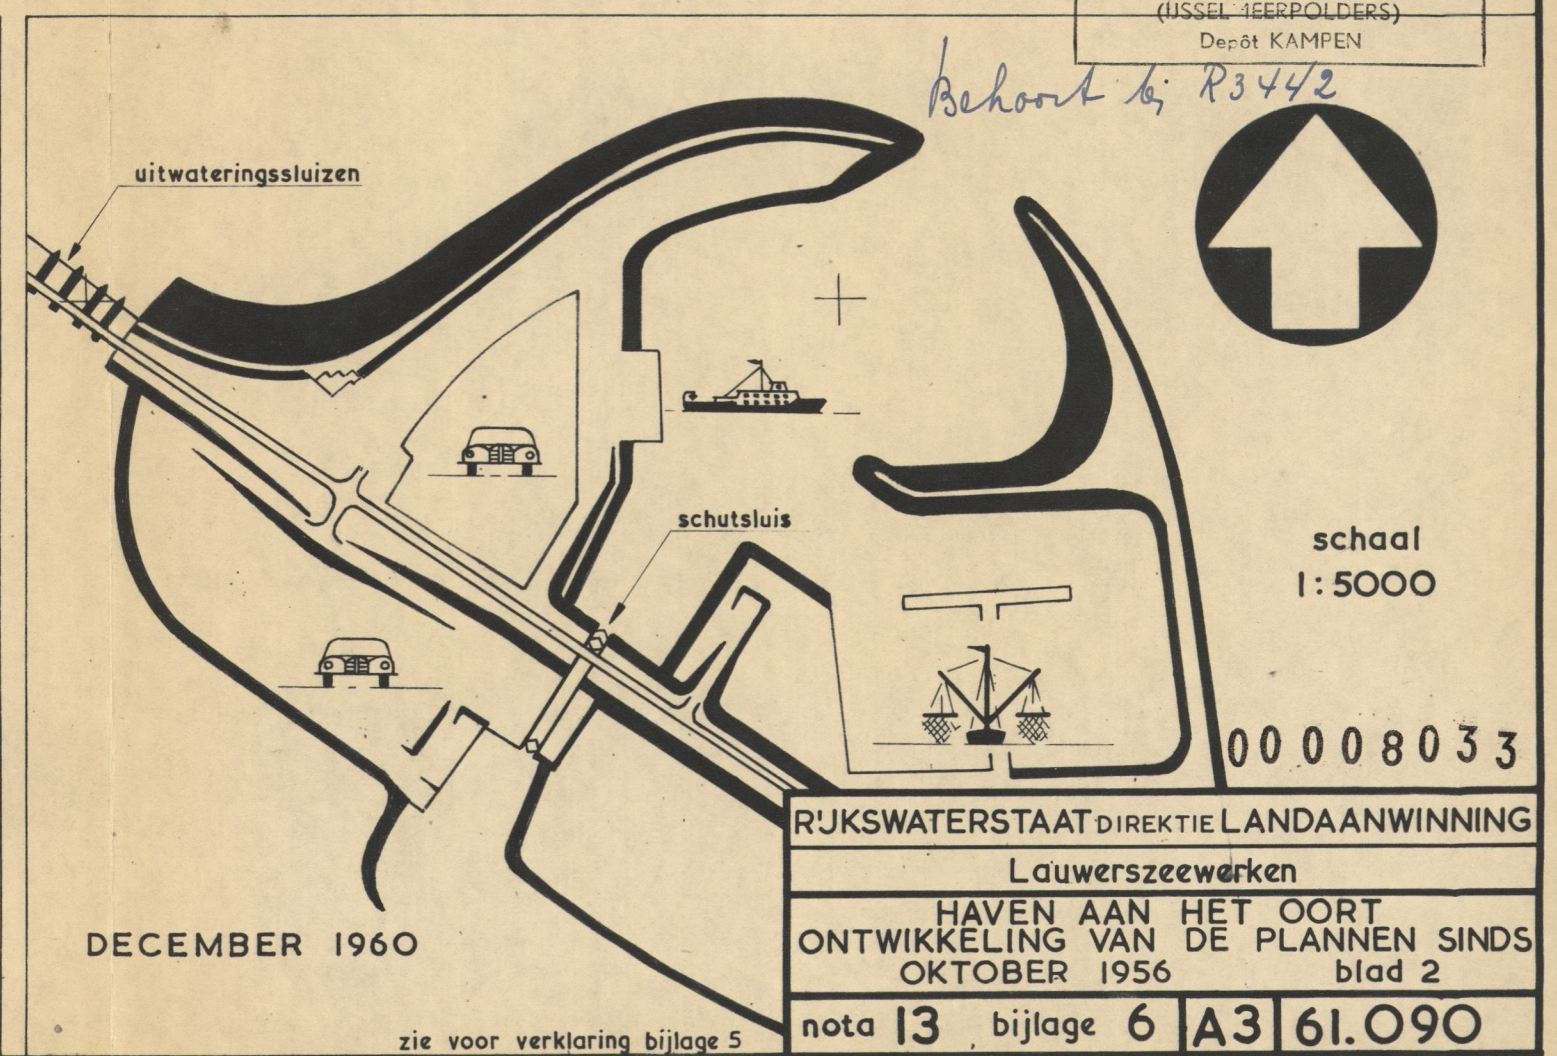 (IJSSELMEERPOLDERS)
Depôt KAMPEN
Behoort bij R3442
uitwateringssluizen
schutsluis
schaal
1:5000
00008033
DECEMBER 1960
zie voor verklaring bijlage 5
RIJKSWATERSTAAT DIREKTIE LANDAANWINNING
Lauwerszeewerken
HAVEN AAN HET OORT
ONTWIKKELING VAN DE PLANNEN SINDS
OKTOBER 1956 blad 2
nota 13 bijlage 6 A3 61.090